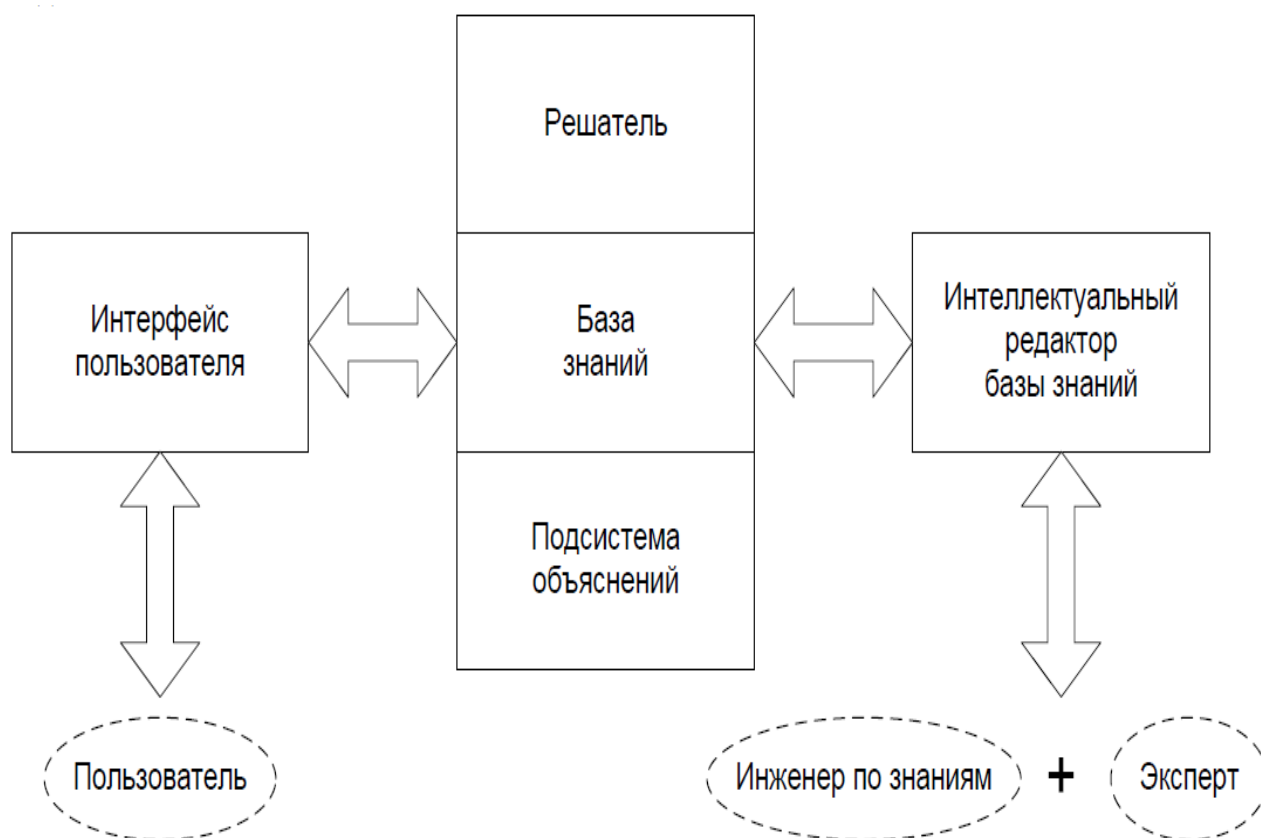 Решатель
Интерфейс
пользователя
База
знаний
Интеллектуальный
редактор
базы знаний
Подсистема
объяснений
Пользователь
Инженер по знаниям + Эксперт